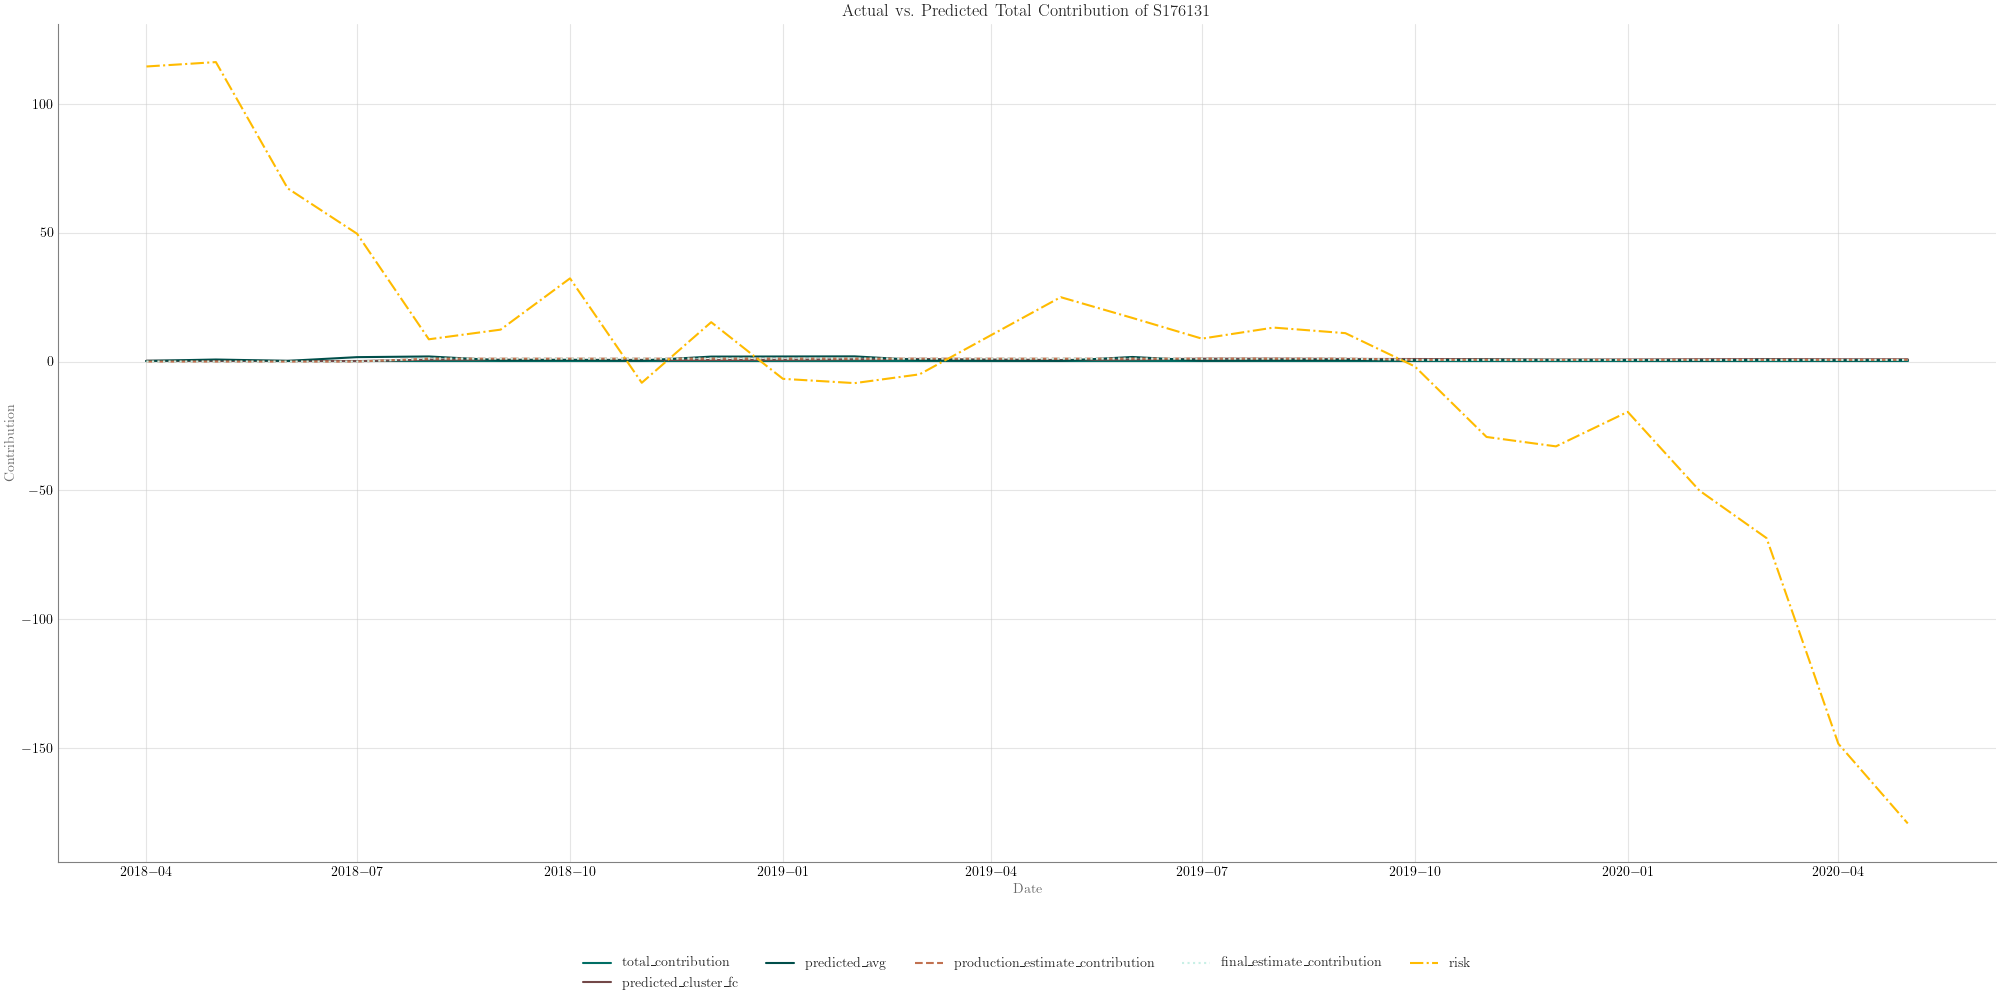 Actual vs. Predicted Total Contribution of S176131
100
50
0
−50
−100
−150
Contribution
2018−04 2018−07 2018−10 2019−01 2019−04 2019−07 2019−10 2020−01 2020−04
Date
total_contribution predicted_avg production_estimate_contribution final_estimate_contribution risk
predicted_cluster_fc